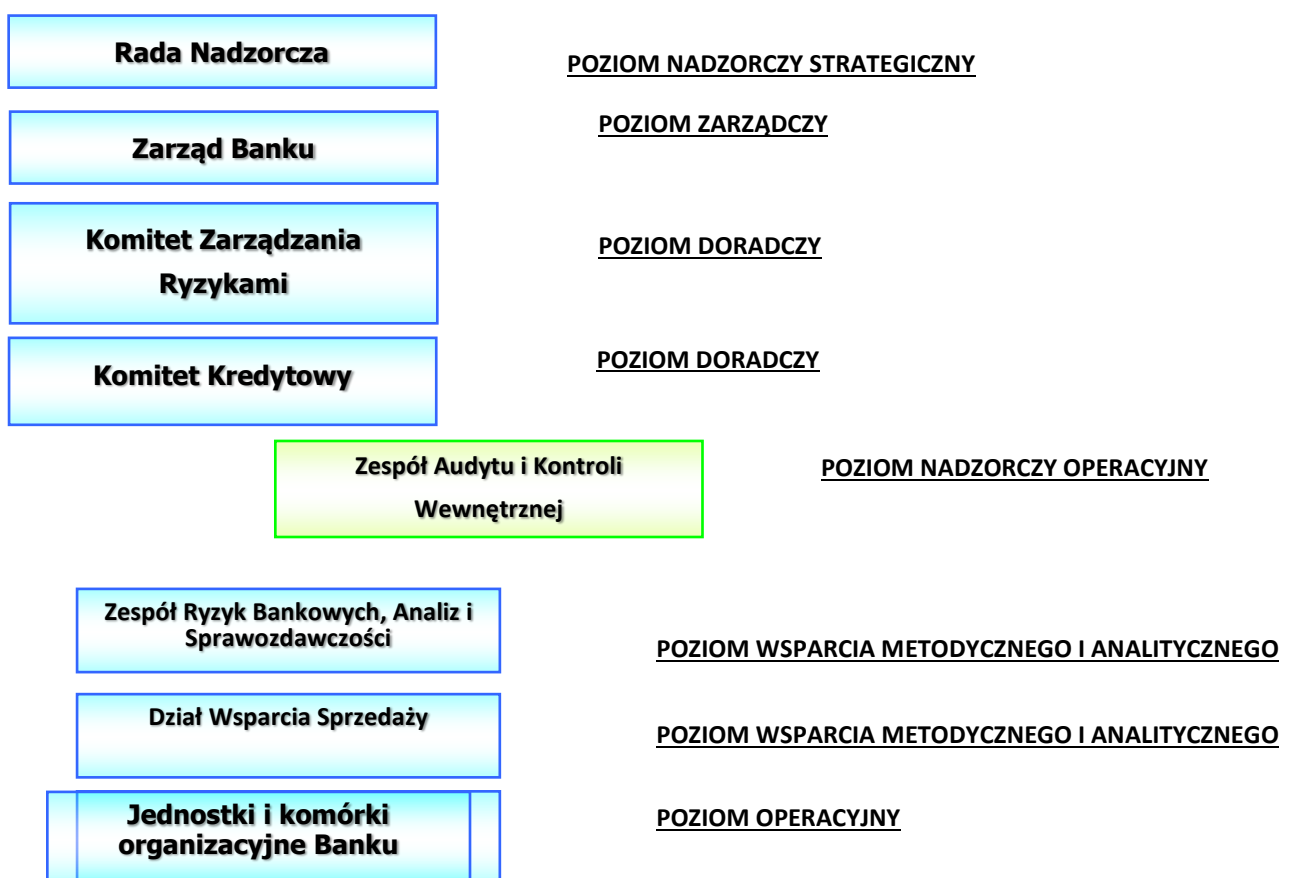 Rada Nadzorcza
POZIOM NADZORCZY STRATEGICZNY
Zarząd Banku
POZIOM ZARZĄDCZY
Komitet Zarządzania
Ryzykami
POZIOM DORADCZY
Komitet Kredytowy
POZIOM DORADCZY
Zespół Audytu i Kontroli
Wewnętrznej
POZIOM NADZORCZY OPERACYJNY
Zespół Ryzyk Bankowych, Analiz i
Sprawozdawczości
POZIOM WSPARCIA METODYCZNEGO I ANALITYCZNEGO
Dział Wsparcia Sprzedaży
POZIOM WSPARCIA METODYCZNEGO I ANALITYCZNEGO
Jednostki i komórki
organizacyjne Banku
POZIOM OPERACYJNY